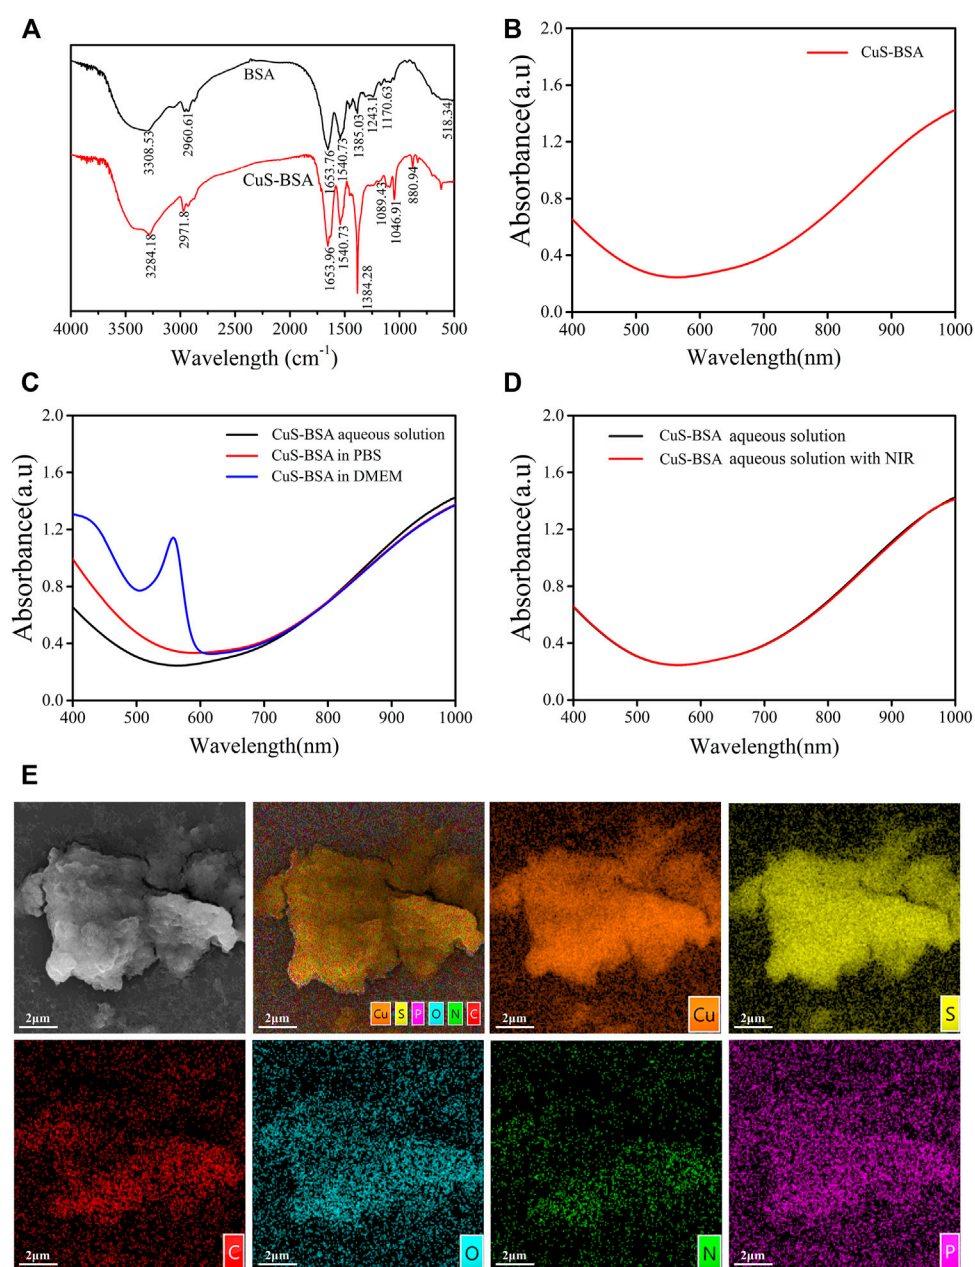 A
BSA
3308.53
2960.61
1653.76
1540.73
1385.03
1243.1
1170.63
518.34
CuS-BSA
3284.18
2971.8
1653.96
1540.73
1384.28
1089.43
1046.91
880.94
4000 3500 3000 2500 2000 1500 1000 500
Wavelength (cm-1)
B
CuS-BSA
2.0
1.6
1.2
0.8
0.4
0.0
Absorbance(a.u)
400 500 600 700 800 900 1000
Wavelength(nm)
C
CuS-BSA aqueous solution
CuS-BSA in PBS
CuS-BSA in DMEM
2.0
1.6
1.2
0.8
0.4
0.0
Absorbance(a.u)
400 500 600 700 800 900 1000
Wavelength(nm)
D
CuS-BSA aqueous solution
CuS-BSA aqueous solution with NIR
2.0
1.6
1.2
0.8
0.4
0.0
Absorbance(a.u)
400 500 600 700 800 900 1000
Wavelength(nm)
E
2μm
2μm
Cu S P O N C
2μm
Cu
2μm
S
2μm
C
2μm
O
2μm
N
2μm
P